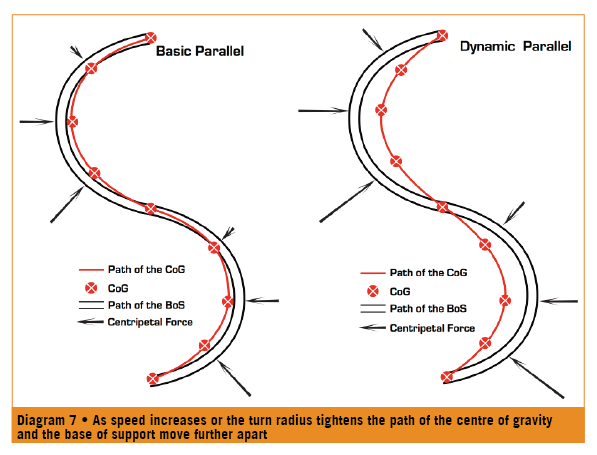 Basic Parallel
Dynamic Parallel
Path of the CoG
CoG
Path of the BoS
Centripetal Force
Path of the CoG
CoG
Path of the BoS
Centripetal Force
Diagram 7 • As speed increases or the turn radius tightens the path of the centre of gravity
and the base of support move further apart